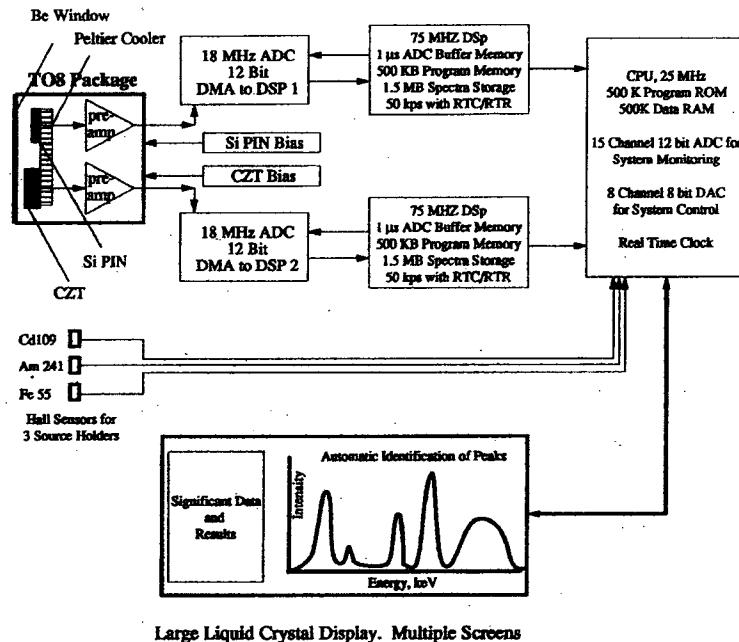 Be Window
Peltier Cooler
TO8 Package
pre-
amp
pre-
amp
Si PIN
CZT
18 MHz ADC
12 Bit
DMA to DSP 1
Si PIN Bias
CZT Bias
18 MHz ADC
12 Bit
DMA to DSP 2
75 MHZ DSp
1 µs ADC Buffer Memory
500 KB Program Memory
1.5 MB Spectra Storage
50 kps with RTC/RTR
75 MHZ DSp
1 µs ADC Buffer Memory
500 KB Program Memory
1.5 MB Spectra Storage
50 kps with RTC/RTR
CPU, 25 MHz
500 K Program ROM
500K Data RAM
15 Channel 12 bit ADC for
System Monitoring
8 Channel 8 bit DAC
for System Control
Real Time Clock
Cd109
Am 241
Fe 55
Hall Sensors for
3 Source Holders
Significant Data
and
Results
Automatic Identification of Peaks
Intensity
Energy, keV
Large Liquid Crystal Display. Multiple Screens